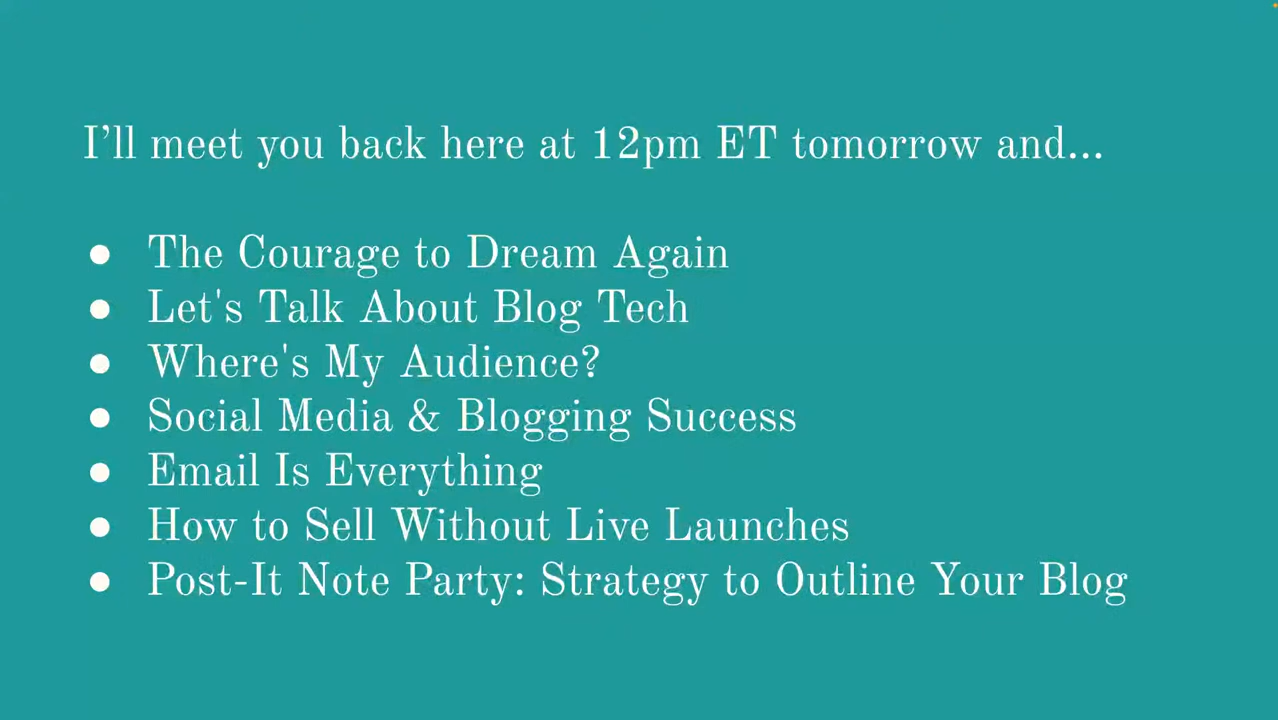 I’ll meet you back here at 12pm ET tomorrow and...
● The Courage to Dream Again
● Let's Talk About Blog Tech
● Where's My Audience?
● Social Media & Blogging Success
● Email Is Everything
● How to Sell Without Live Launches
● Post-It Note Party: Strategy to Outline Your Blog